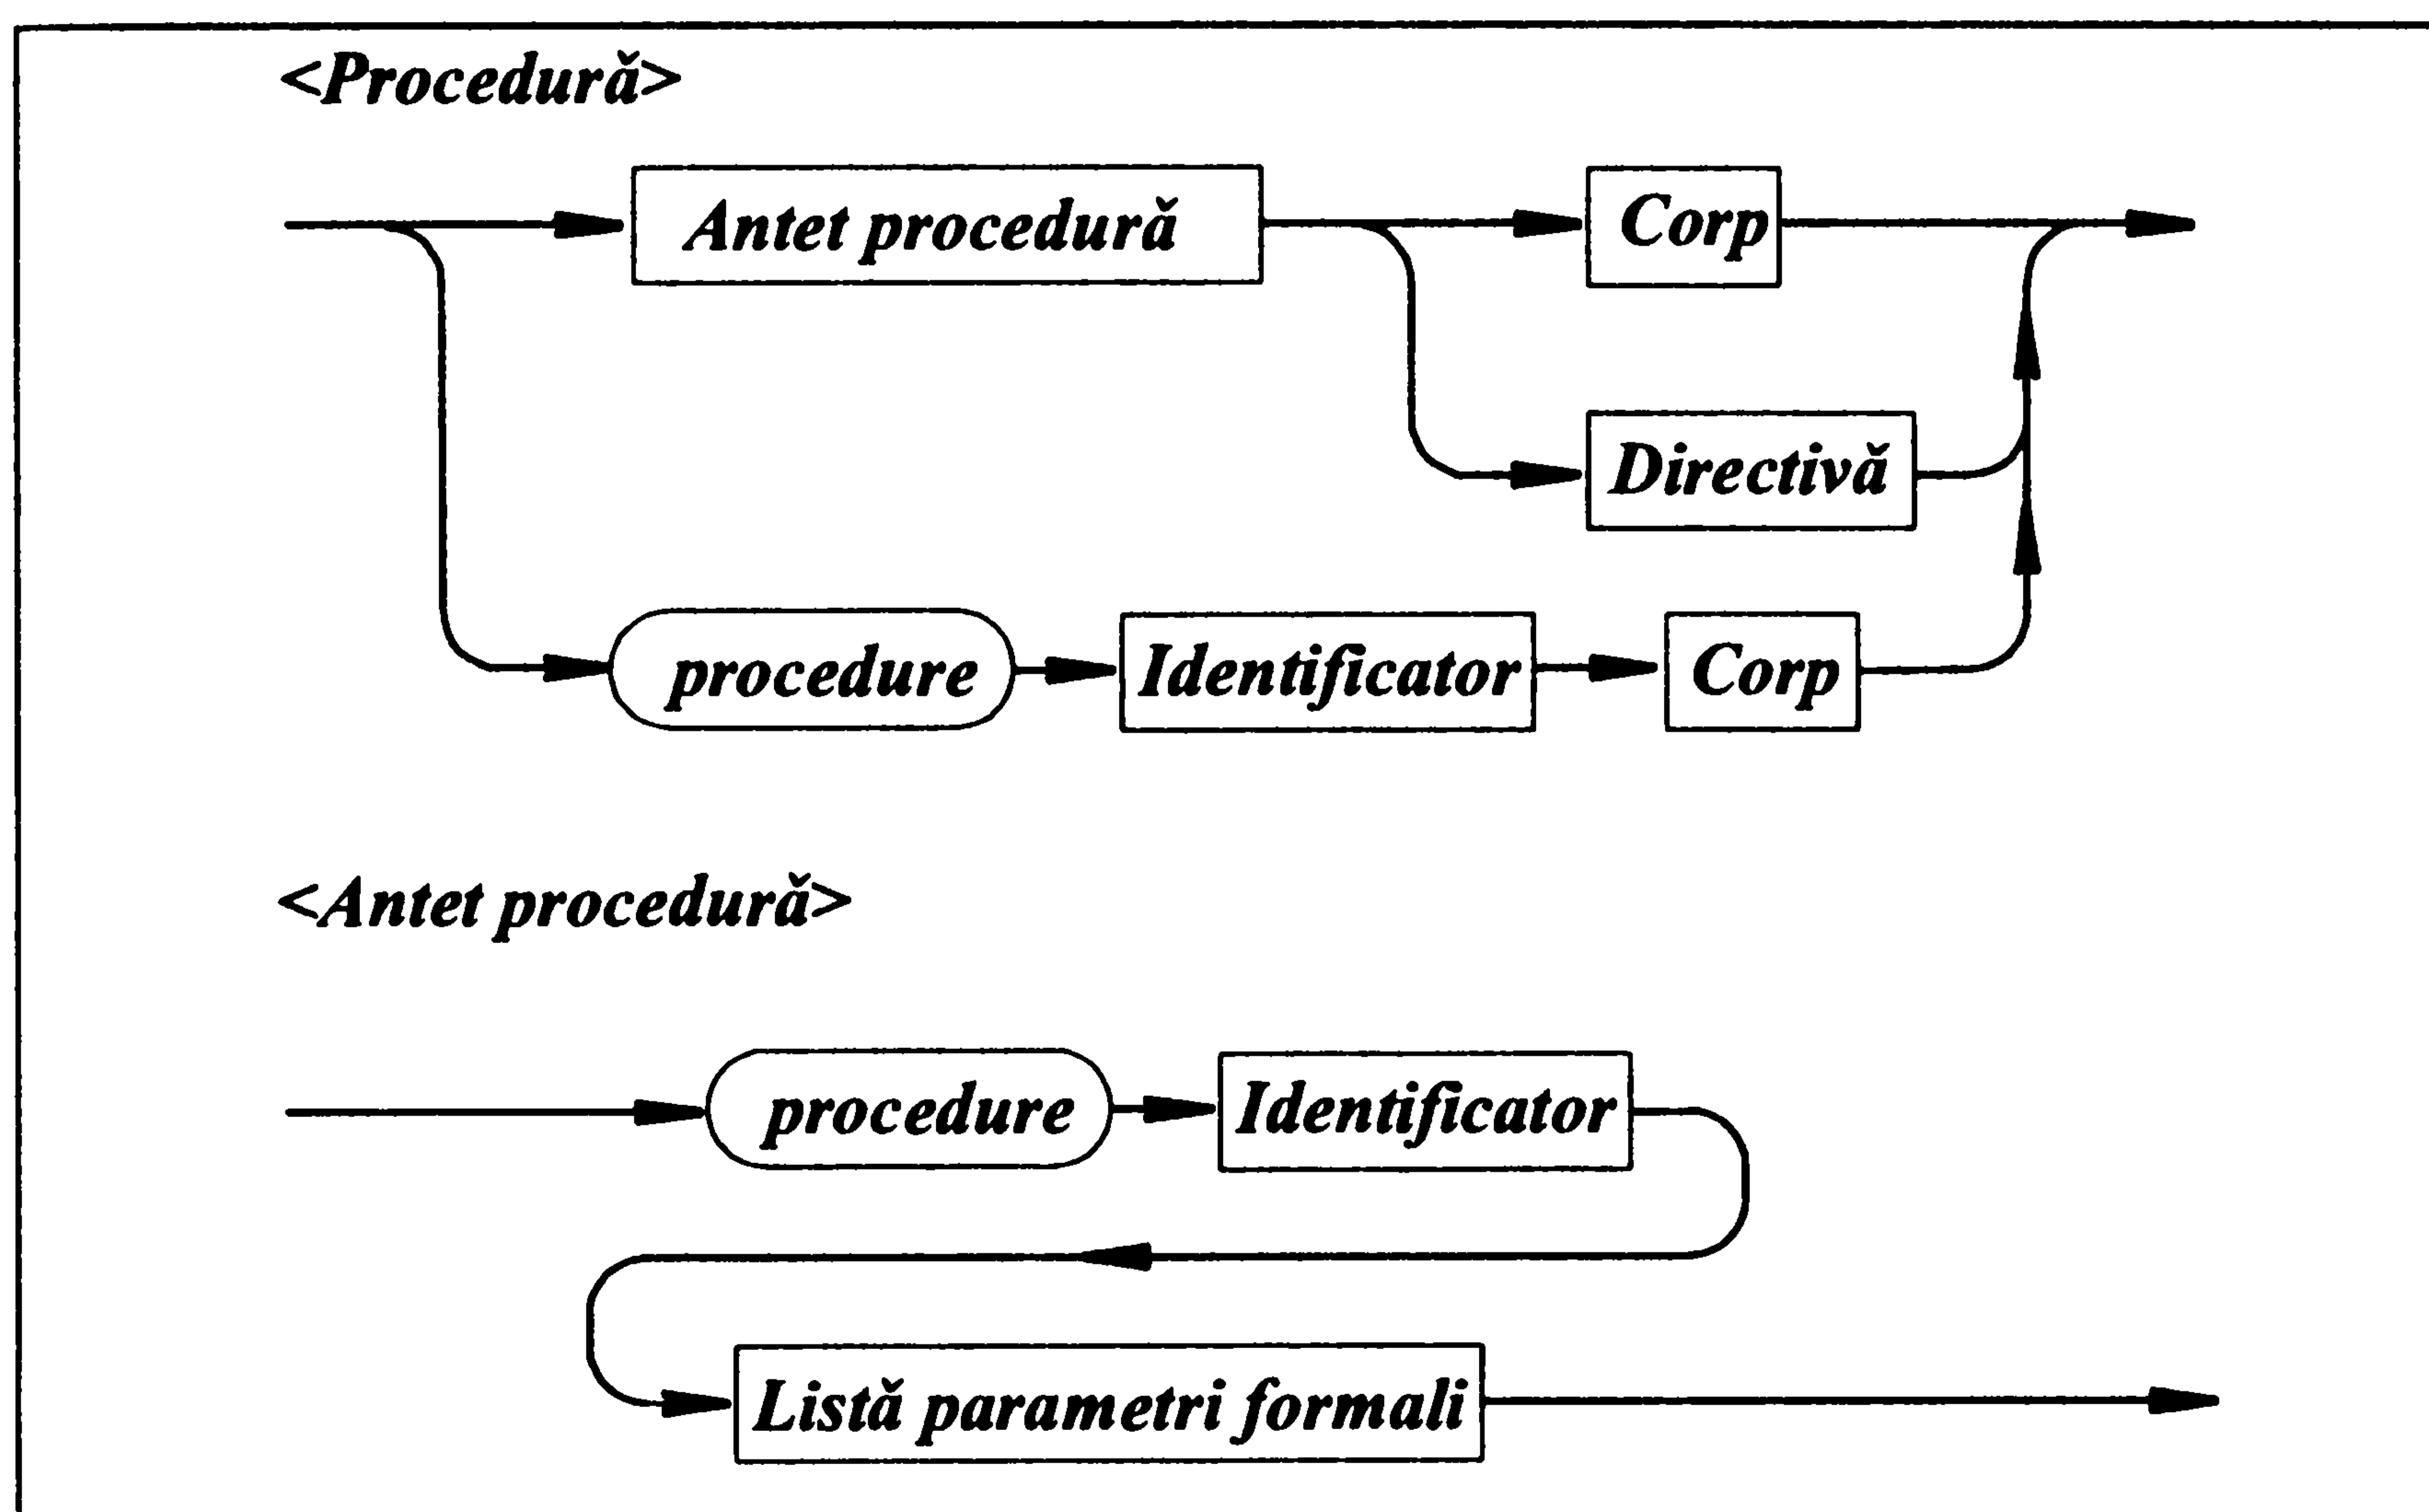 <Procedură>
Antet procedură Corp
Directivă
procedure Identificator Corp
<Antet procedură>
procedure Identificator
Listă parametri formali